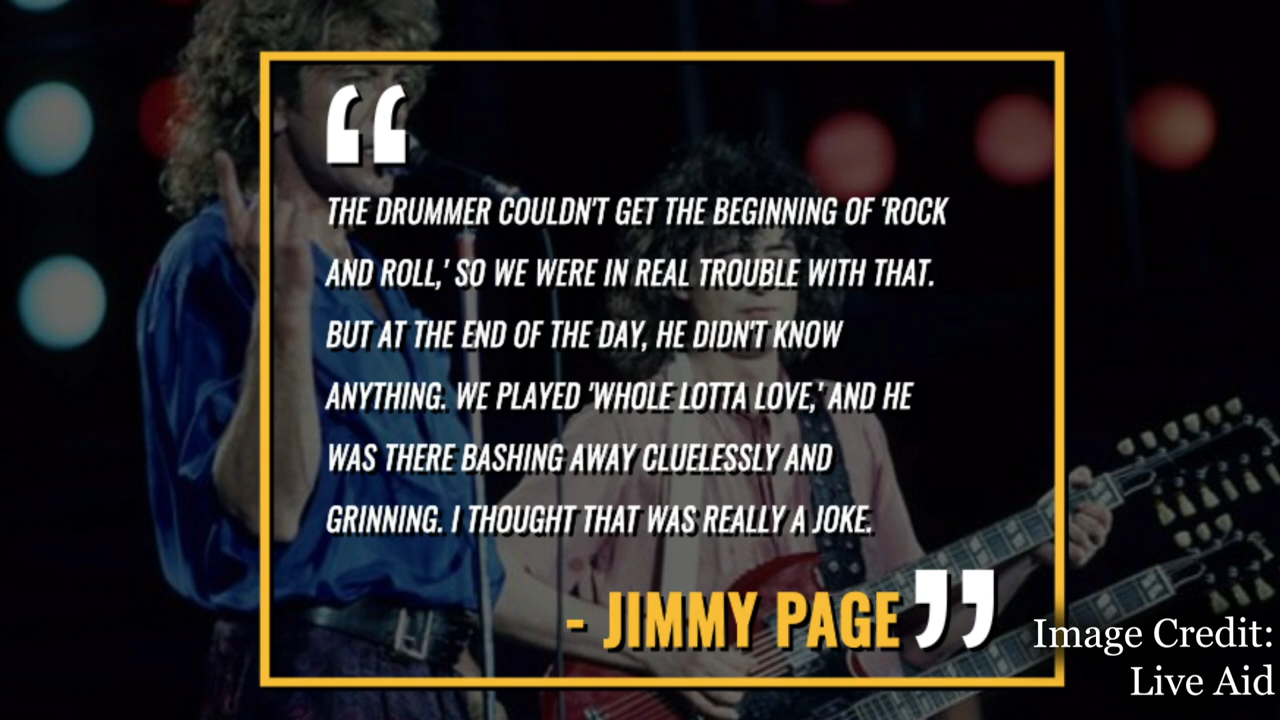 “
THE DRUMMER COULDN'T GET THE BEGINNING OF 'ROCK
AND ROLL,' SO WE WERE IN REAL TROUBLE WITH THAT.
BUT AT THE END OF THE DAY, HE DIDN'T KNOW
ANYTHING. WE PLAYED 'WHOLE LOTTA LOVE,' AND HE
WAS THERE BASHING AWAY CLUELESSLY AND
GRINNING. I THOUGHT THAT WAS REALLY A JOKE.
- JIMMY PAGE ”
Image Credit:
Live Aid